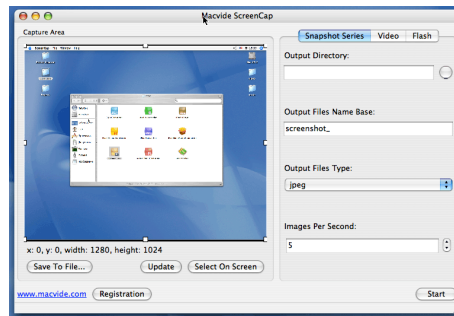 Macvide ScreenCap
Capture Area
x: 0, y: 0, width: 1280, height: 1024
Save To File...
Update
Select On Screen
www.macvide.com
Registration
Snapshot Series
Video
Flash
Output Directory:
Output Files Name Base:
screenshot_
Output Files Type:
jpeg
Images Per Second:
5
Start